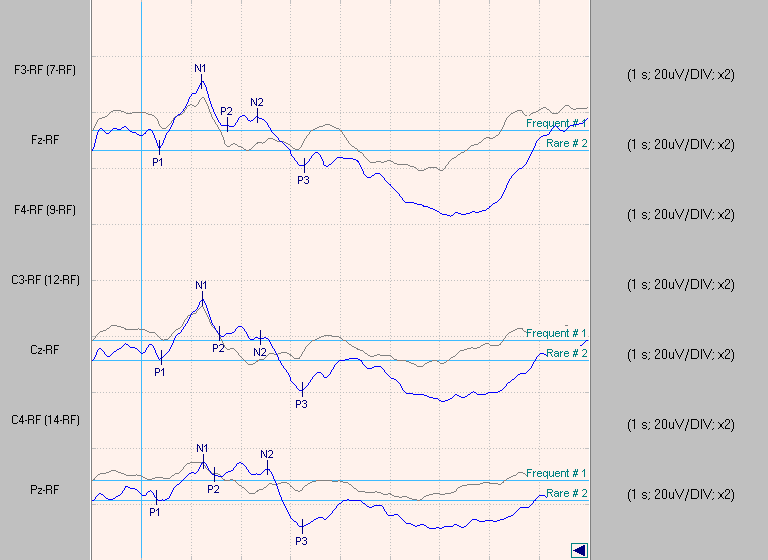 F3-RF (7-RF)
N1
(1 s; 20uV/DIV; x2)
P2
N2
Frequent # 1
Fz-RF
Rare # 2
(1 s; 20uV/DIV; x2)
P1
P3
F4-RF (9-RF)
(1 s; 20uV/DIV; x2)
C3-RF (12-RF)
N1
(1 s; 20uV/DIV; x2)
Frequent # 1
Cz-RF
P2
N2
Rare # 2
(1 s; 20uV/DIV; x2)
P1
P3
C4-RF (14-RF)
(1 s; 20uV/DIV; x2)
N1
N2
Frequent # 1
Pz-RF
P2
Rare # 2
(1 s; 20uV/DIV; x2)
P1
P3